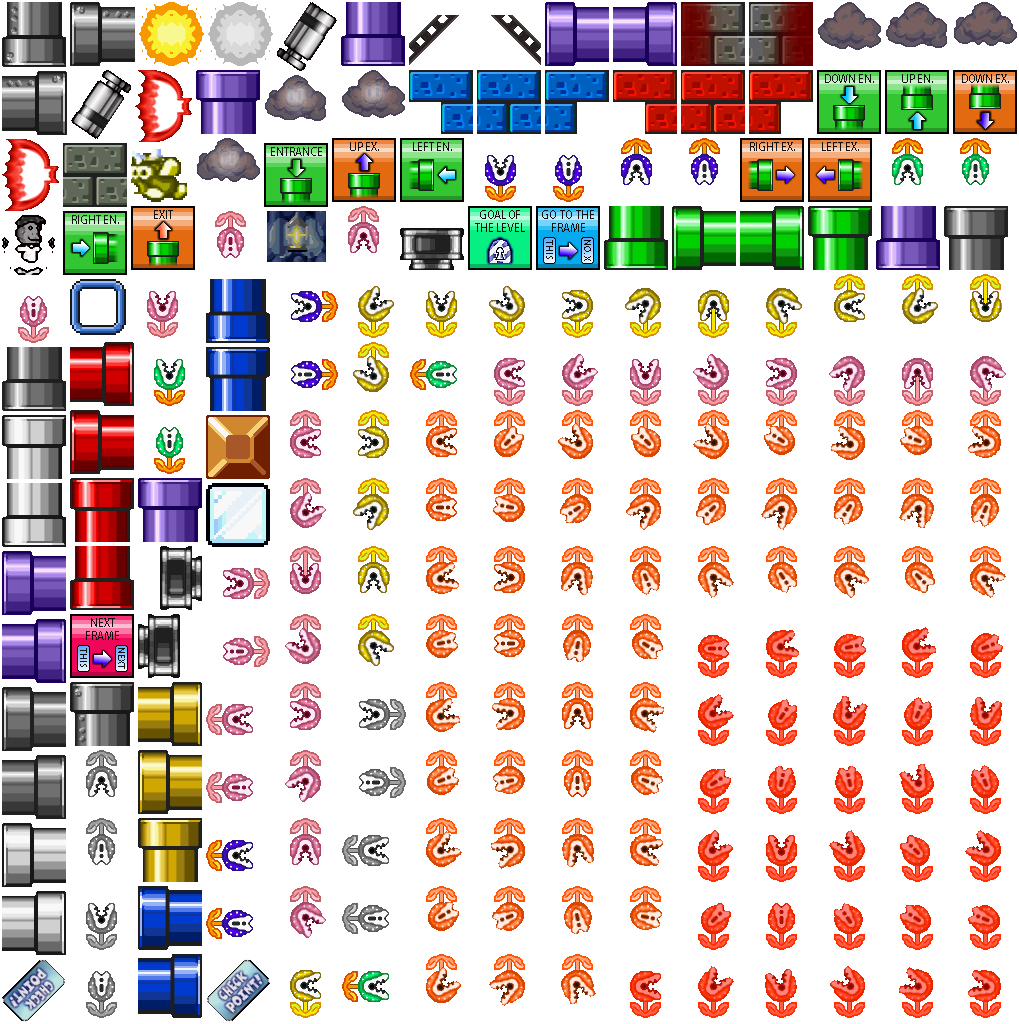 DOWN EN.
UP EN.
DOWN EX.
ENTRANCE
UP EX.
LEFT EN.
RIGHT EX.
LEFT EX.
RIGHT EN.
EXIT
GOAL OF
THE LEVEL
GO TO THE
FRAME
THIS
NO.X
NEXT
FRAME
THIS
NEXT
CHECK
POINT!
CHECK
POINT!